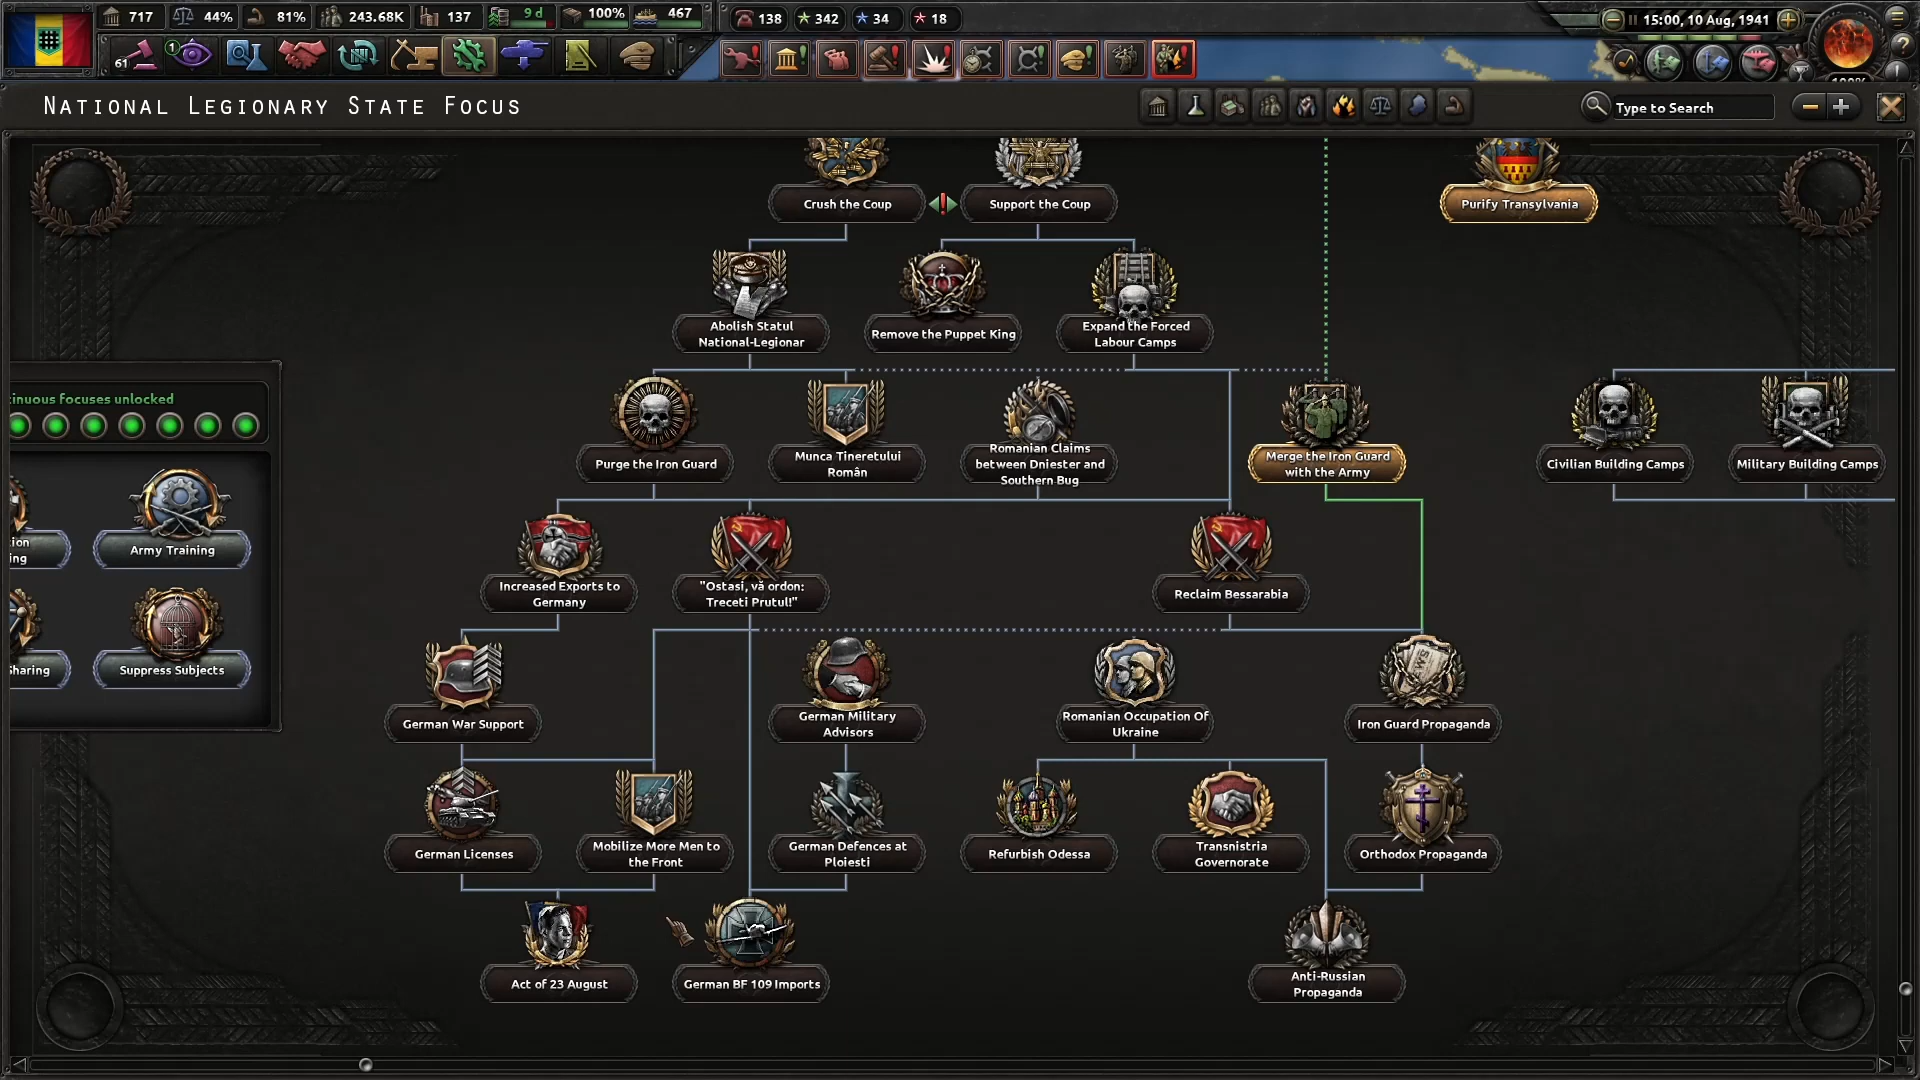 717
44%
81%
243.68K
137
9 d
100%
467
138
342
34
18
15:00, 10 Aug, 1941
61
1
National Legionary State Focus
Type to Search
Crush the Coup
Support the Coup
Purify Transylvania
Abolish Statul
National-Legionar
Remove the Puppet King
Expand the Forced
Labour Camps
tinuous focuses unlocked
Purge the Iron Guard
Munca Tineretului
Român
Romanian Claims
between Dniester and
Southern Bug
Merge the Iron Guard
with the Army
Civilian Building Camps
Military Building Camps
tion
ing
Army Training
Increased Exports to
Germany
"Ostasi, vă ordon:
Treceti Prutul!"
Reclaim Bessarabia
Sharing
Suppress Subjects
German War Support
German Military
Advisors
Romanian Occupation Of
Ukraine
Iron Guard Propaganda
German Licenses
Mobilize More Men to
the Front
German Defences at
Ploiesti
Refurbish Odessa
Transnistria
Governorate
Orthodox Propaganda
Act of 23 August
German BF 109 Imports
Anti-Russian
Propaganda